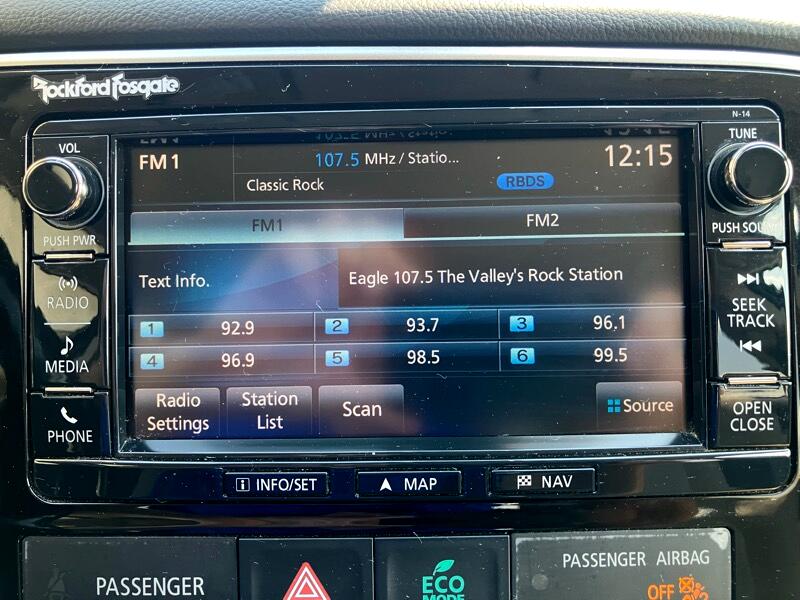 Rockford Fosgate
N-14
VOL
TUNE
FM1
107.5 MHz / Statio...
12:15
Classic Rock
RBDS
FM1
FM2
PUSH PWR
PUSH SOU
RADIO
MEDIA
PHONE
Text Info.
Eagle 107.5 The Valley's Rock Station
1 92.9
2 93.7
3 96.1
4 96.9
5 98.5
6 99.5
SEEK
TRACK
Radio
Settings
Station
List
Scan
Source
OPEN
CLOSE
i INFO/SET
MAP
NAV
PASSENGER
ECO
MODE
PASSENGER AIRBAG
OFF